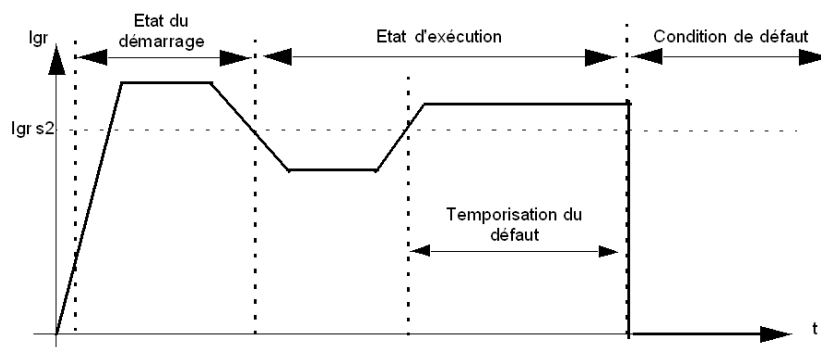 Etat du
démarrage
Etat d'exécution
Condition de défaut
Igr
Igr s2
Temporisation du
défaut
t